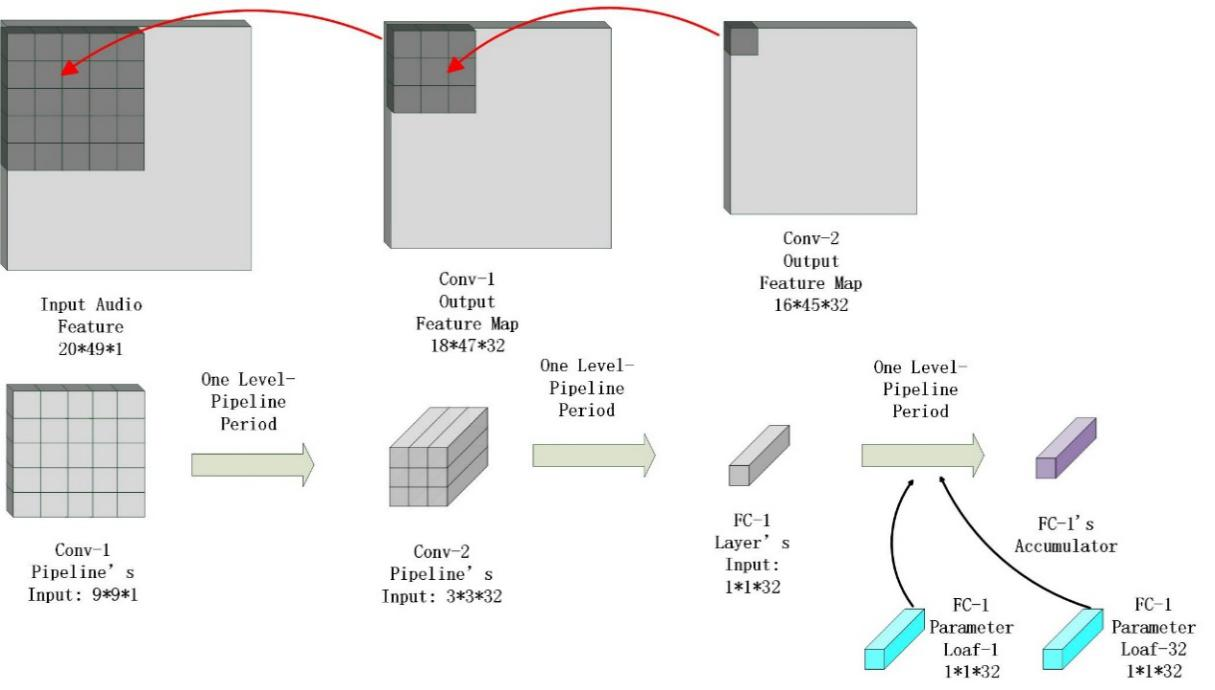 Input Audio
Feature
20*49*1
Conv-1
Output
Feature Map
18*47*32
Conv-2
Output
Feature Map
16*45*32
One Level-
Pipeline
Period
One Level-
Pipeline
Period
One Level-
Pipeline
Period
Conv-1
Pipeline's
Input: 9*9*1
Conv-2
Pipeline's
Input: 3*3*32
FC-1
Layer's
Input:
1*1*32
FC-1's
Accumulator
FC-1
Parameter
Loaf-1
1*1*32
FC-1
Parameter
Loaf-32
1*1*32